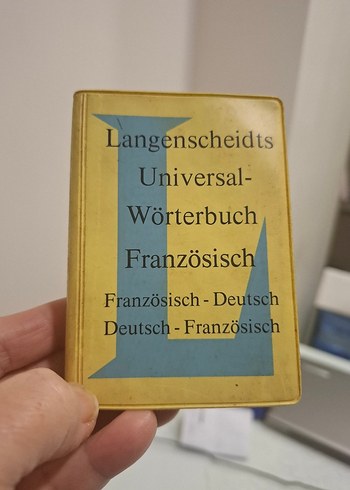 Langenscheidts
Universal-
Wörterbuch
Französisch
Französisch - Deutsch
Deutsch - Französisch